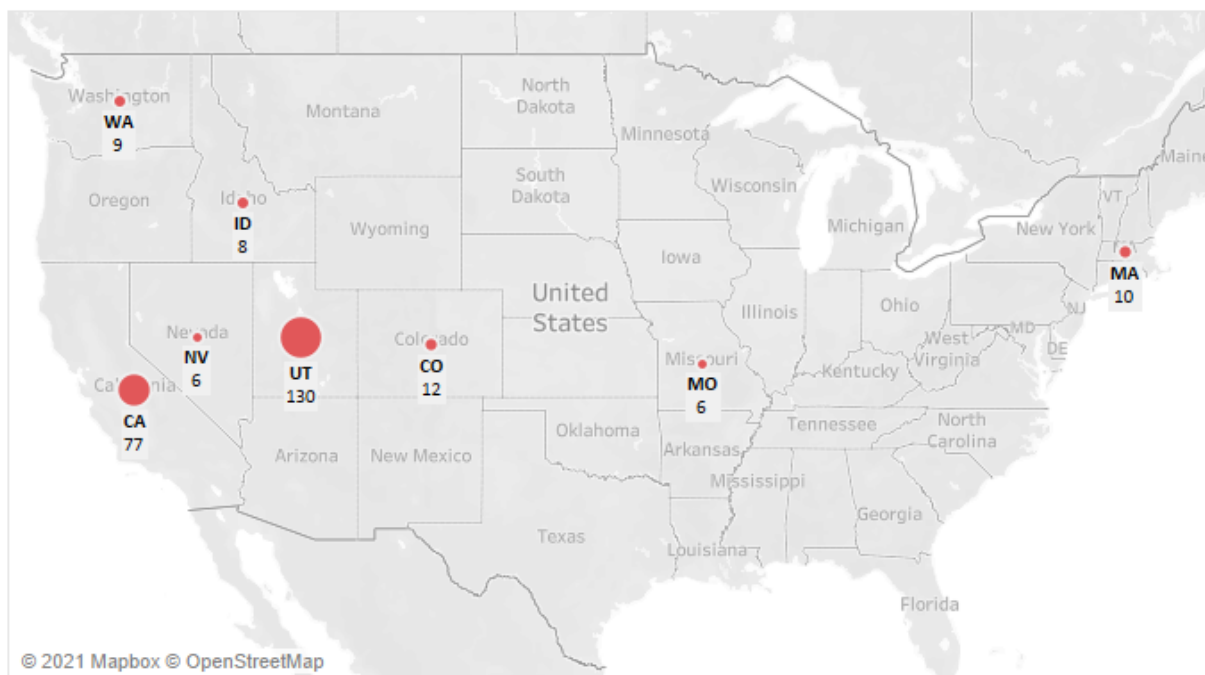 Washington
WA
9
Montana
North
Dakota
Minnesota
Maine
Oregon
Idaho
ID
8
South
Dakota
Wisconsin
Michigan
VT
New York
MA
10
Wyoming
Iowa
United
States
Illinois
Ohio
NJ
MD
DE
West
Virginia
Nevada
NV
6
UT
130
Colorado
CO
12
Missouri
MO
6
Kentucky
California
CA
77
Arizona
New Mexico
Oklahoma
Arkansas
Tennessee
North
Carolina
Mississippi
Georgia
Texas
Louisiana
Florida
© 2021 Mapbox © OpenStreetMap